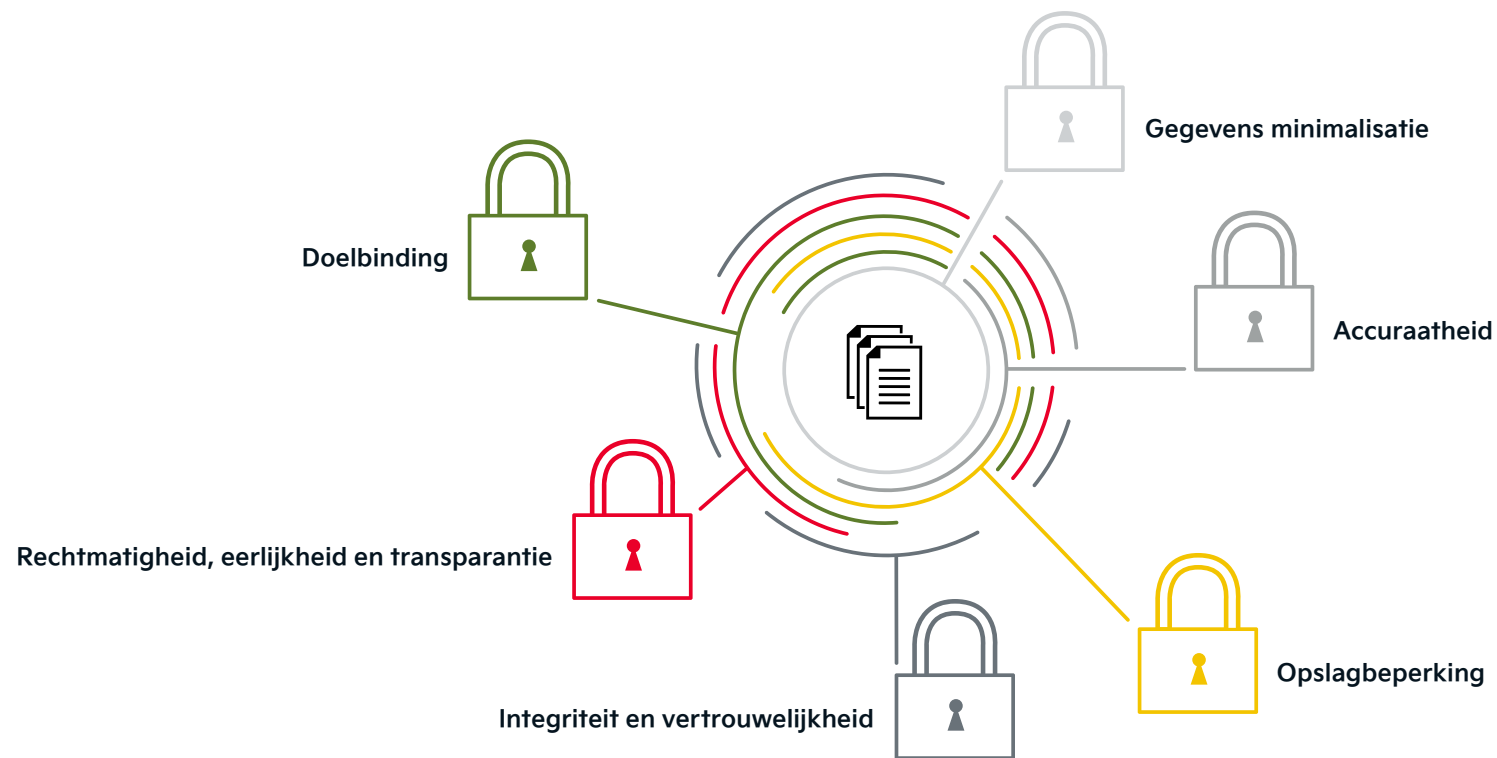 Gegevens minimalisatie
Doelbinding
Accuraatheid
Rechtmatigheid, eerlijkheid en transparantie
Opslagbeperking
Integriteit en vertrouwelijkheid